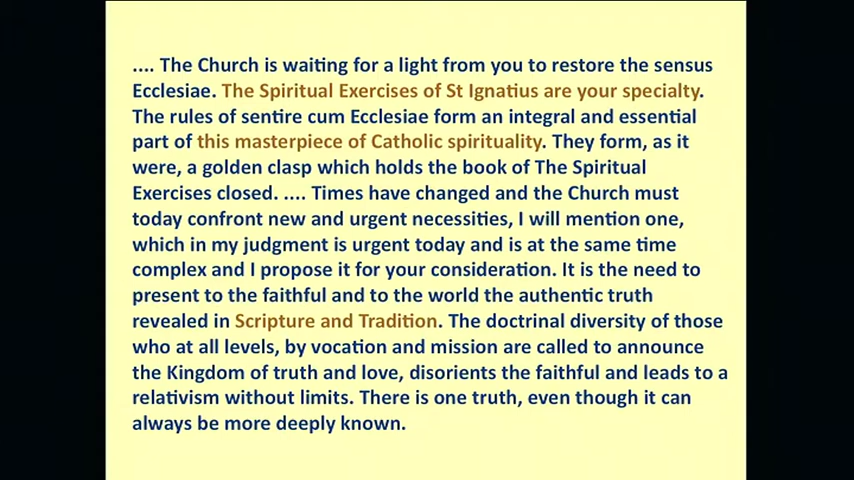 .... The Church is waiting for a light from you to restore the sensus
Ecclesiae. The Spiritual Exercises of St Ignatius are your specialty.
The rules of sentire cum Ecclesiae form an integral and essential
part of this masterpiece of Catholic spirituality. They form, as it
were, a golden clasp which holds the book of The Spiritual
Exercises closed. .... Times have changed and the Church must
today confront new and urgent necessities, I will mention one,
which in my judgment is urgent today and is at the same time
complex and I propose it for your consideration. It is the need to
present to the faithful and to the world the authentic truth
revealed in Scripture and Tradition. The doctrinal diversity of those
who at all levels, by vocation and mission are called to announce
the Kingdom of truth and love, disorients the faithful and leads to a
relativism without limits. There is one truth, even though it can
always be more deeply known.